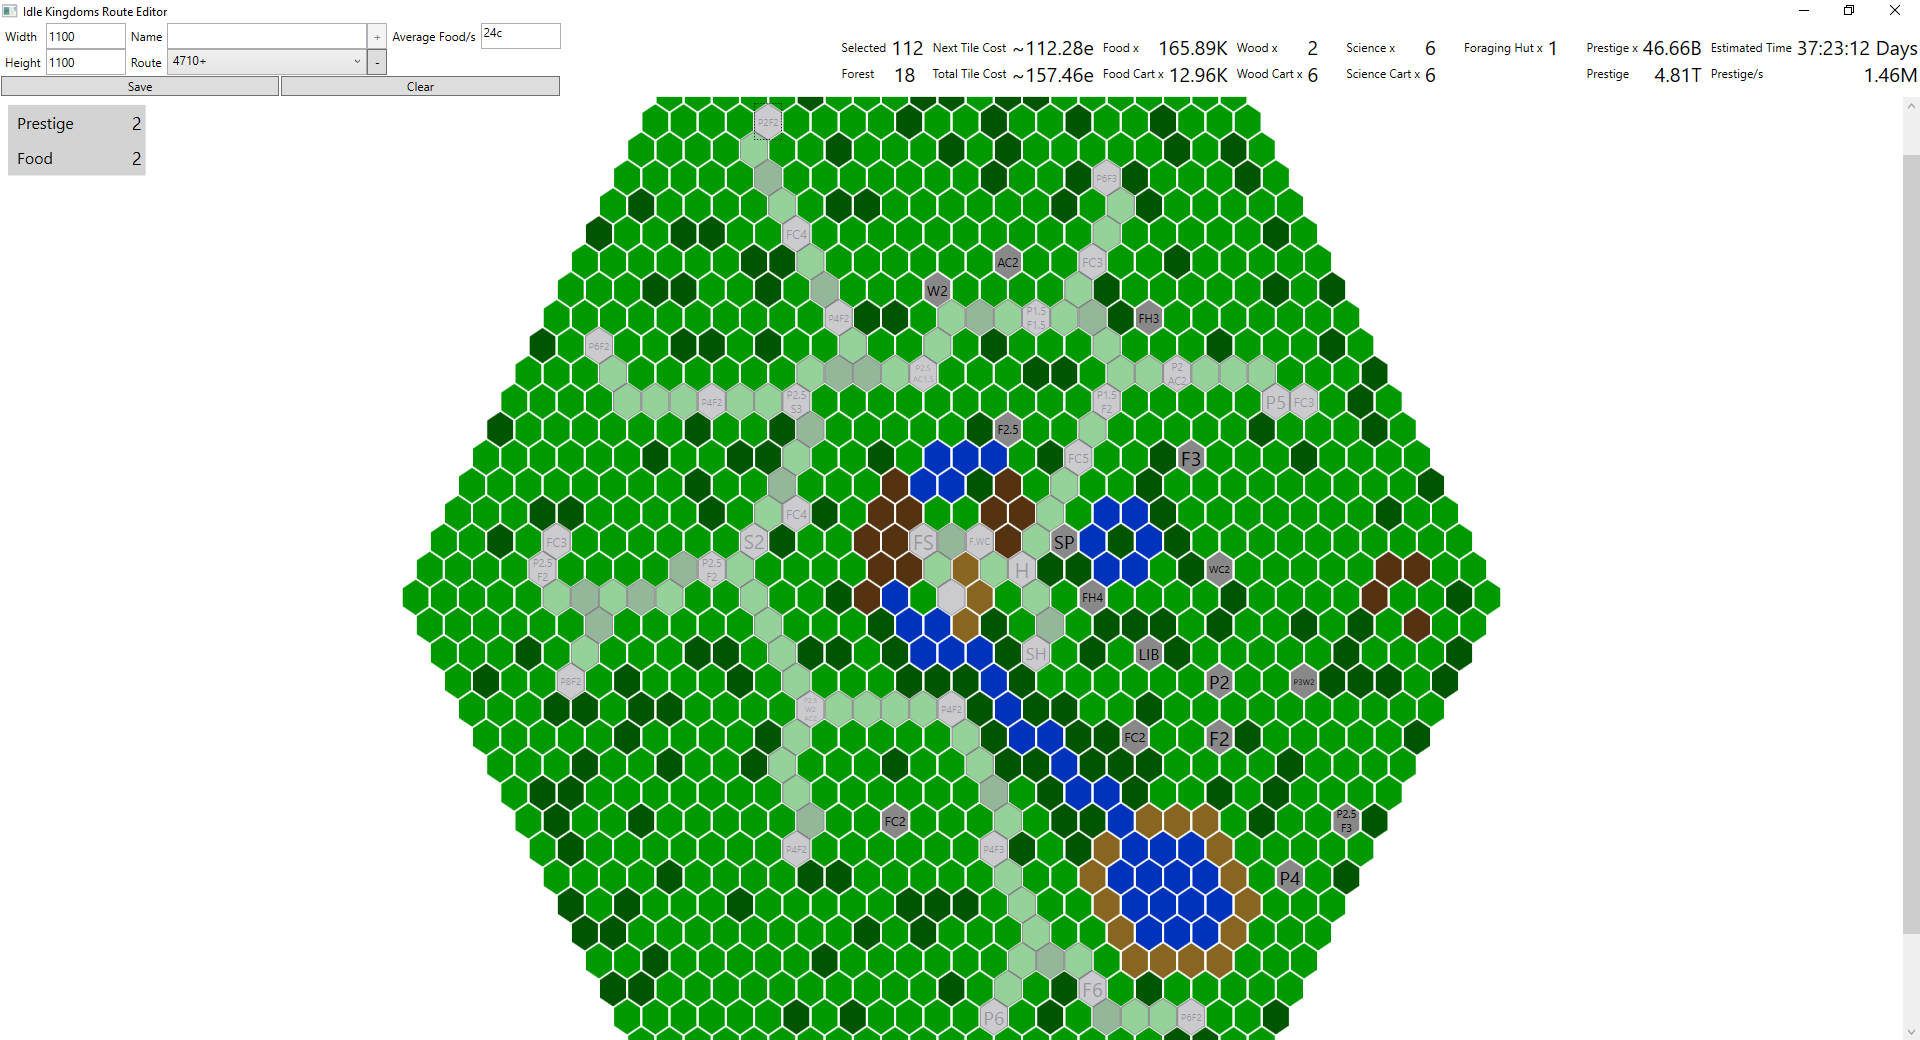 Idle Kingdoms Route Editor
Width 1100 Name + Average Food/s 24c
Height 1100 Route 4710+ -
Save Clear
Selected 112 Next Tile Cost ~112.28e Food x 165.89K Wood x 2 Science x 6 Foraging Hut x 1 Prestige x 46.66B Estimated Time 37:23:12 Days
Forest 18 Total Tile Cost ~157.46e Food Cart x 12.96K Wood Cart x 6 Science Cart x 6 Prestige 4.81T Prestige/s 1.46M
Prestige 2
Food 2
P2F2
P6F3
FC4
AC2 FC3
W2
P4F2 P1.5 F1.5 FH3
P6F2
P2.5 AC1.5 P2 AC2
P4F2 P2.5 S3 P1.5 F2 P5 FC3
F2.5
FC5 F3
FC4
FC3 S2 FS F.WC SP
P2.5 F2 P2.5 F2 H WC2
FH4
SH LIB
P8F2 P2 P3W2
P2.5 W2 AC2 P4F2
FC2 F2
FC2 P2.5 F3
P4F2 P4F3
P4
F6
P6 P6F2